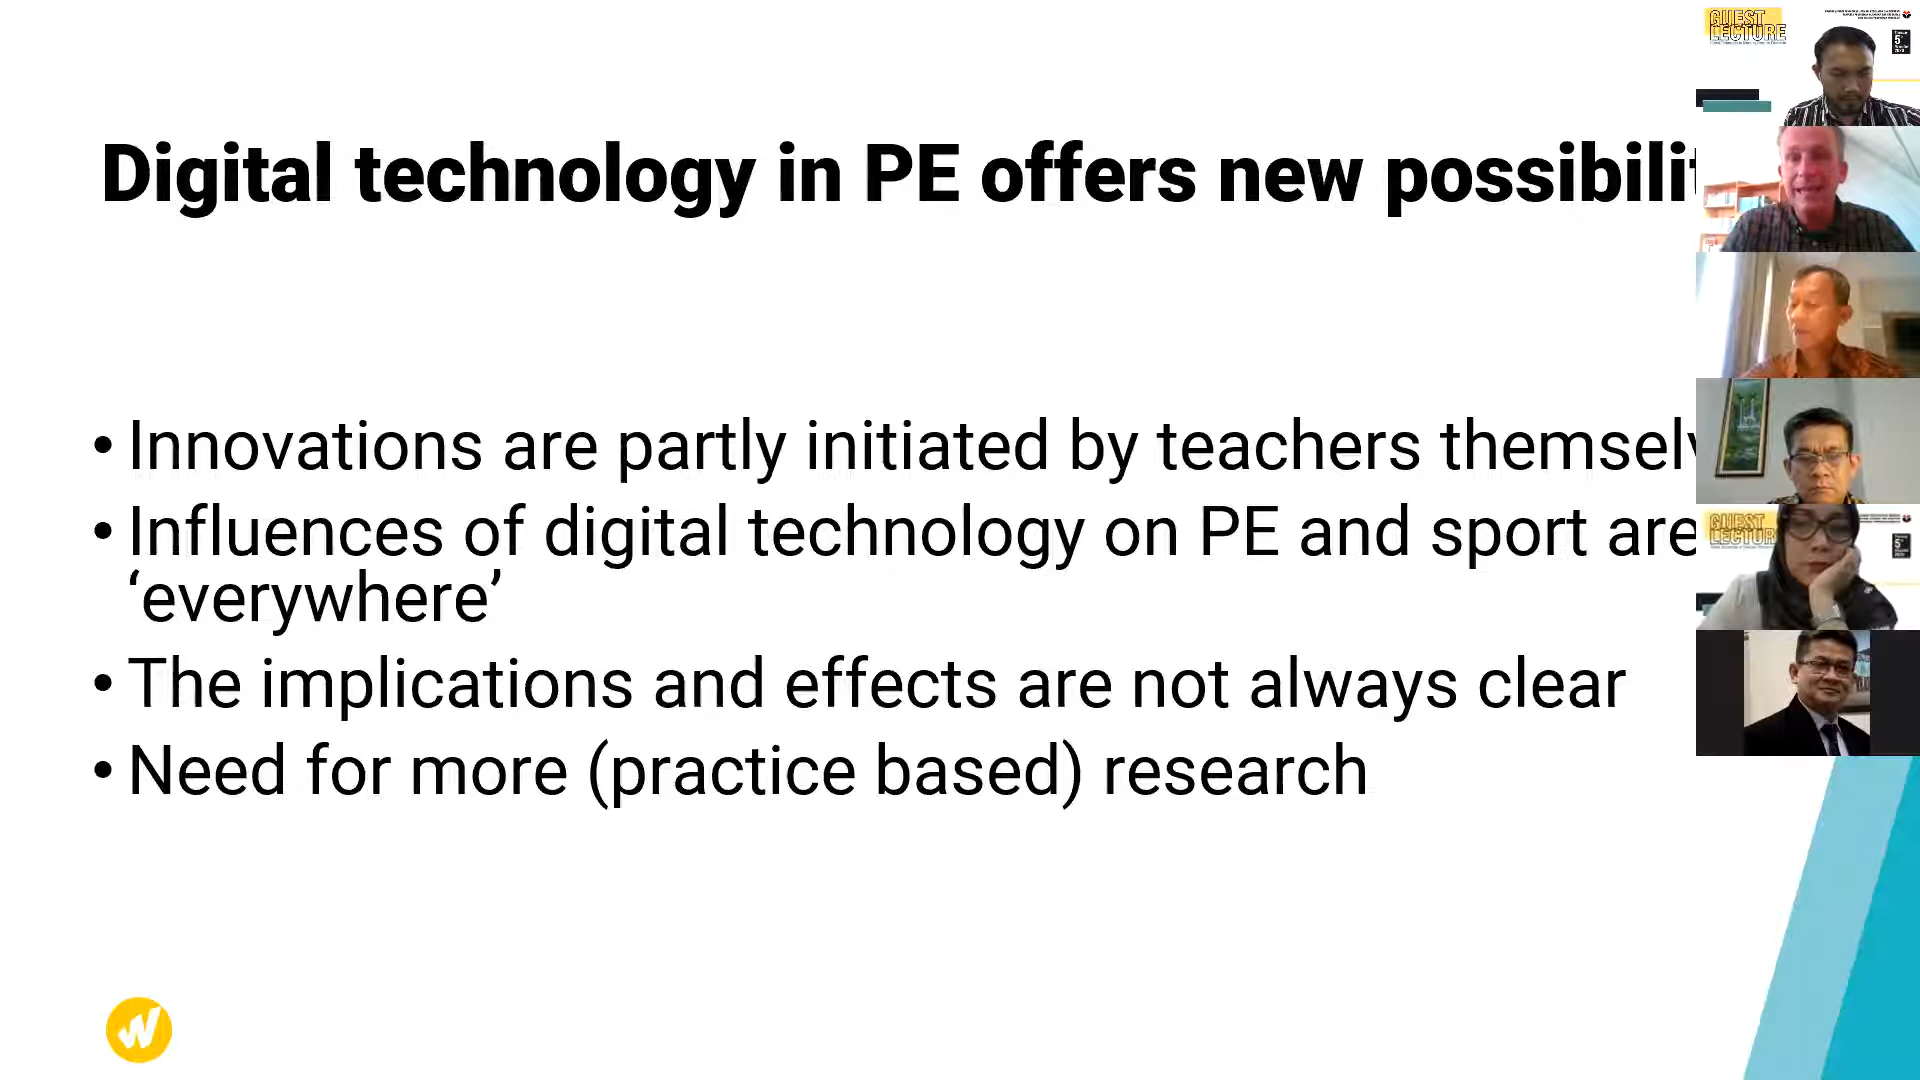 Digital technology in PE offers new possibilit
• Innovations are partly initiated by teachers themselv
• Influences of digital technology on PE and sport are
‘everywhere’
• The implications and effects are not always clear
• Need for more (practice based) research
GUEST
LECTURE
GUEST
LECTUR